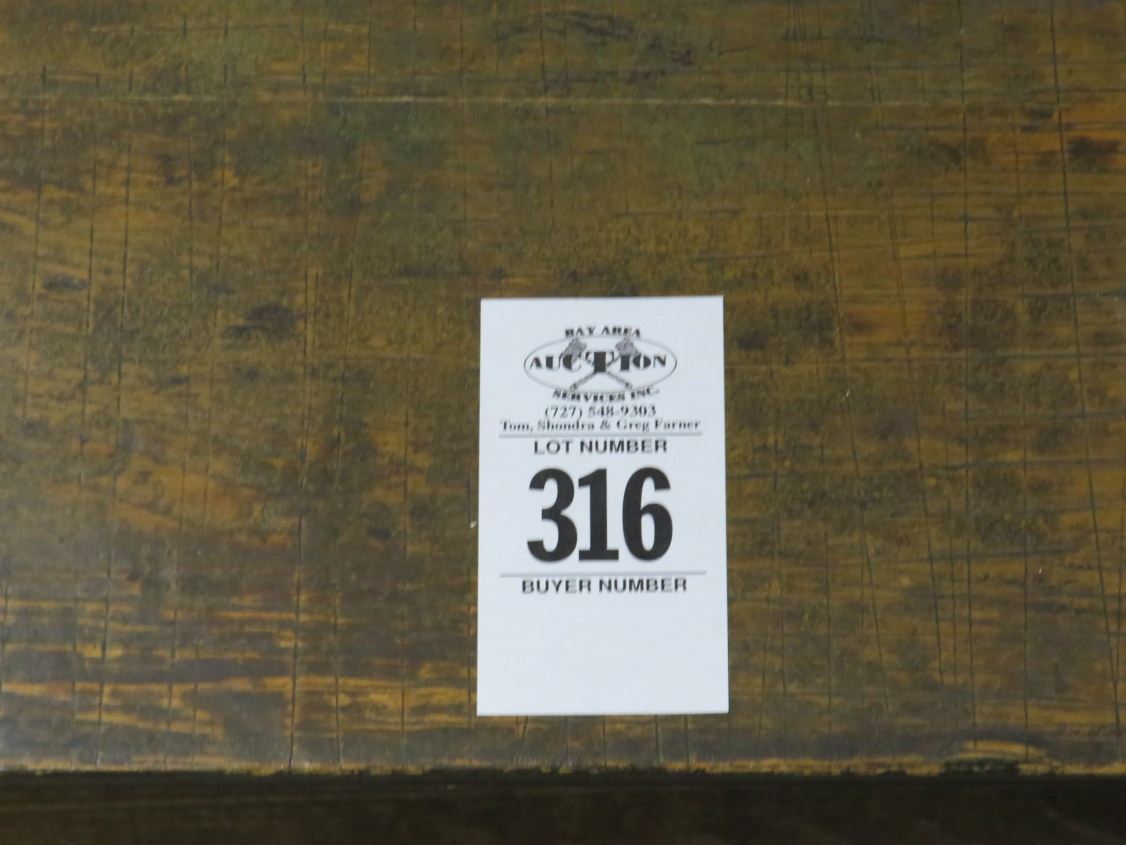 BAY AREA
AUCTION
SERVICES INC.
(727) 548-9303
Tom, Shondra & Greg Farner
LOT NUMBER
316
BUYER NUMBER